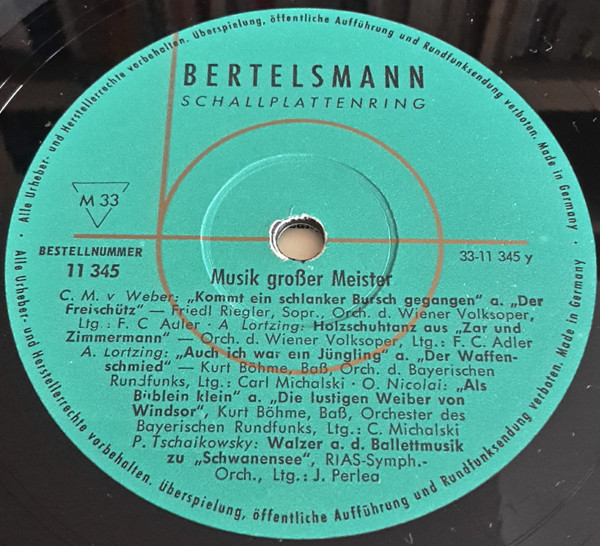 BERTELSMANN
SCHALLPLATTENRING
M 33
BESTELLNUMMER
11 345
33-11 345 y
Musik großer Meister
C. M. v Weber: „Kommt ein schlanker Bursch gegangen“ a. „Der
Freischütz“ — Friedl Riegler, Sopr., Orch. d. Wiener Volksoper,
Ltg.: F. C Adler · A Lortzing: Holzschuhtanz aus „Zar und
Zimmermann“ — Orch. d. Wiener Volksoper, Ltg: F. C. Adler
A. Lortzing: „Auch ich war ein Jüngling“ a. „Der Waffen-
schmied“ — Kurt Böhme, Baß, Orch. d. Bayerischen
Rundfunks, Ltg: Carl Michalski · O. Nicolai: „Als
Büblein klein“ a. „Die lustigen Weiber von
Windsor“, Kurt Böhme, Baß, Orchester des
Bayerischen Rundfunks, Ltg: C. Michalski
P. Tschaikowsky: Walzer a. d. Ballettmusik
zu „Schwanensee“, RIAS-Symph.-
Orch., Ltg.: J. Perlea
Alle Urheber- und Herstellerrechte vorbehalten. Überspielung, öffentliche Aufführung und Rundfunksendung verboten. Made in Germany ·
Alle Urheber- und Herstellerrechte vorbehalten. Überspielung, öffentliche Aufführung und Rundfunksendung verboten. Made in Germany ·